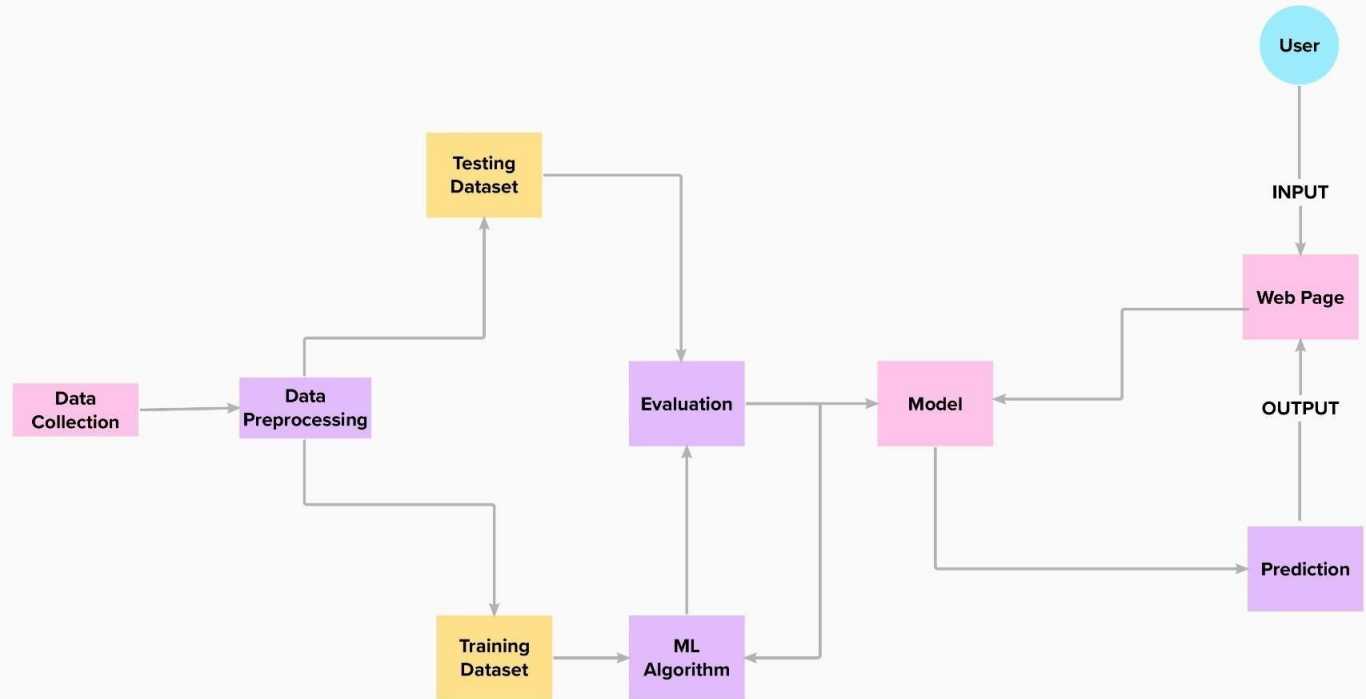 User
Testing
Dataset
INPUT
Web Page
Data
Collection
Data
Preprocessing
Evaluation
Model
OUTPUT
Prediction
Training
Dataset
ML
Algorithm